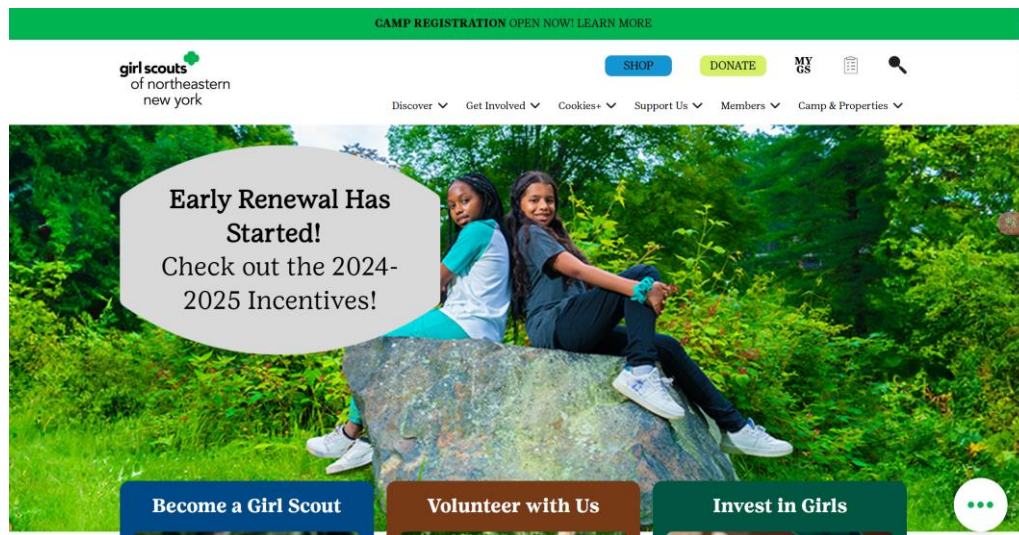 CAMP REGISTRATION OPEN NOW! LEARN MORE
girl scouts
of northeastern
new york
SHOP
DONATE
MY
GS
Discover
Get Involved
Cookies+
Support Us
Members
Camp & Properties
Early Renewal Has
Started!
Check out the 2024-
2025 Incentives!
Become a Girl Scout
Volunteer with Us
Invest in Girls